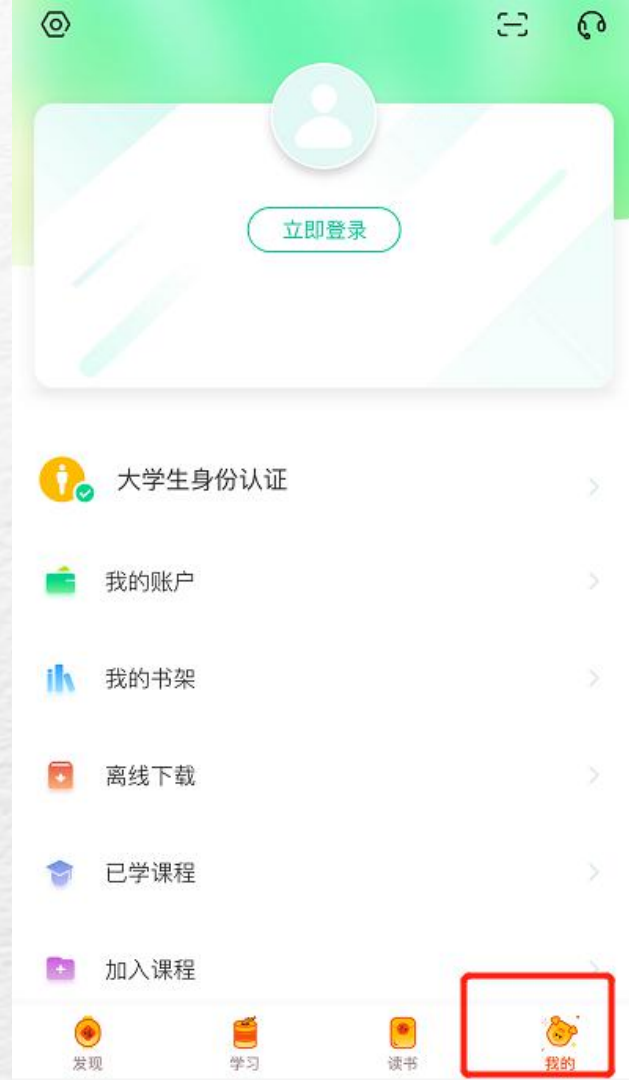 立即登录
大学生身份认证
我的账户
我的书架
离线下载
已学课程
加入课程
发现
学习
读书
我的